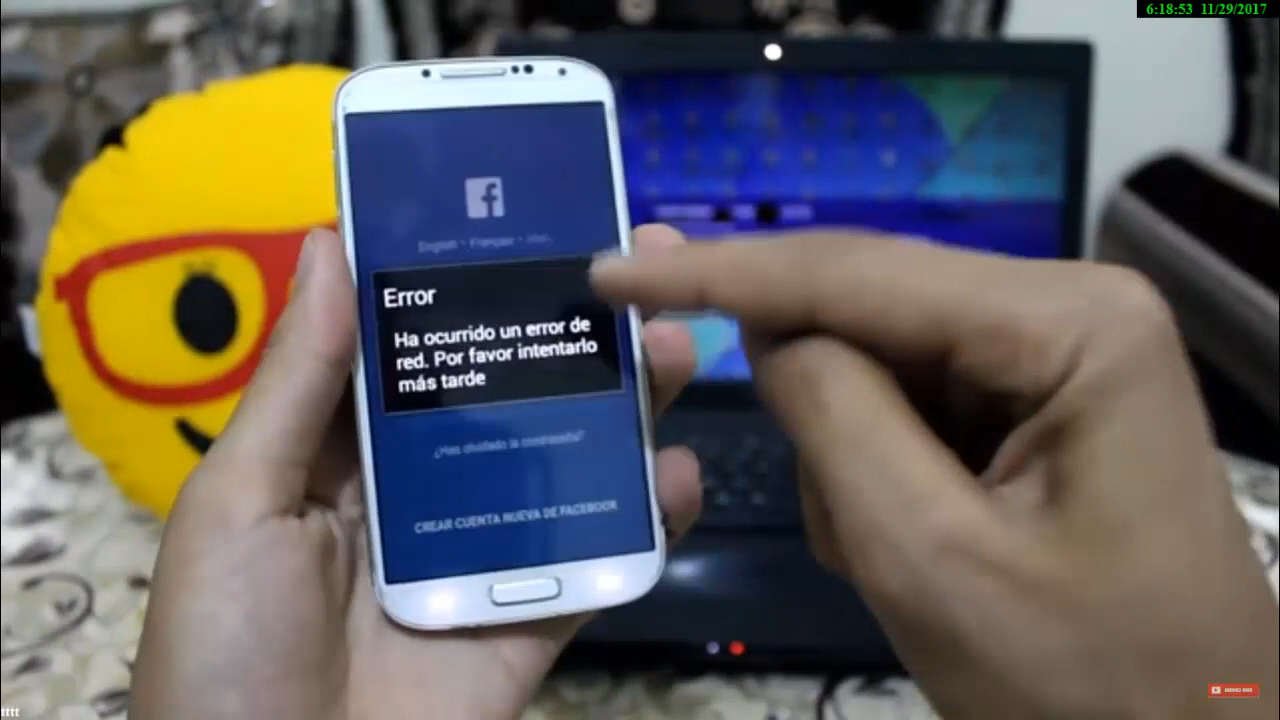 6:18:53 11/29/2017
English · Français ·
Error
Ha ocurrido un error de
red. Por favor intentarlo
más tarde
¿Has olvidado la contraseña?
CREAR CUENTA NUEVA DE FACEBOOK
tttt